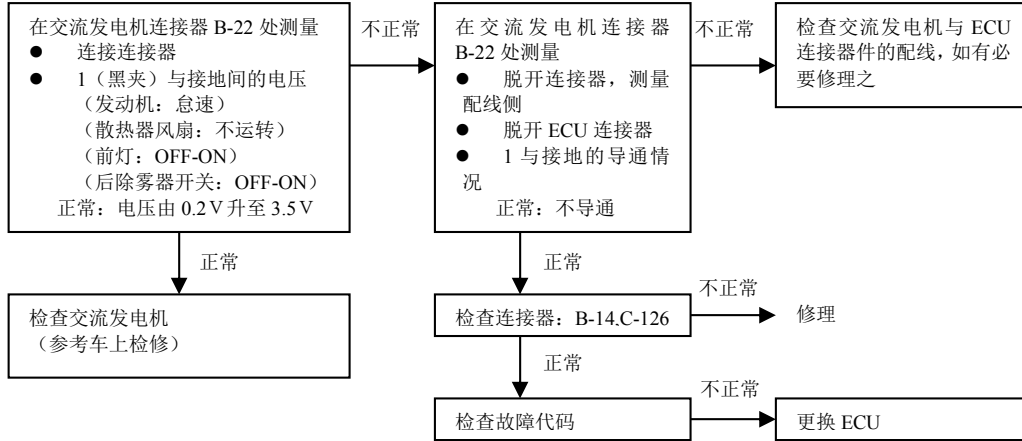 在交流发电机连接器 B-22 处测量
● 连接连接器
● 1（黑夹）与接地间的电压
（发动机：怠速）
（散热器风扇：不运转）
（前灯：OFF-ON）
（后除雾器开关：OFF-ON）
正常：电压由 0.2V 升至 3.5V
不正常
在交流发电机连接器
B-22 处测量
● 脱开连接器，测量
配线侧
● 脱开 ECU 连接器
● 1 与接地的导通情
况
正常：不导通
不正常
检查交流发电机与 ECU
连接器件的配线，如有必
要修理之
正常
检查交流发电机
（参考车上检修）
正常
检查连接器：B-14、C-126
不正常
修理
正常
检查故障代码
不正常
更换 ECU